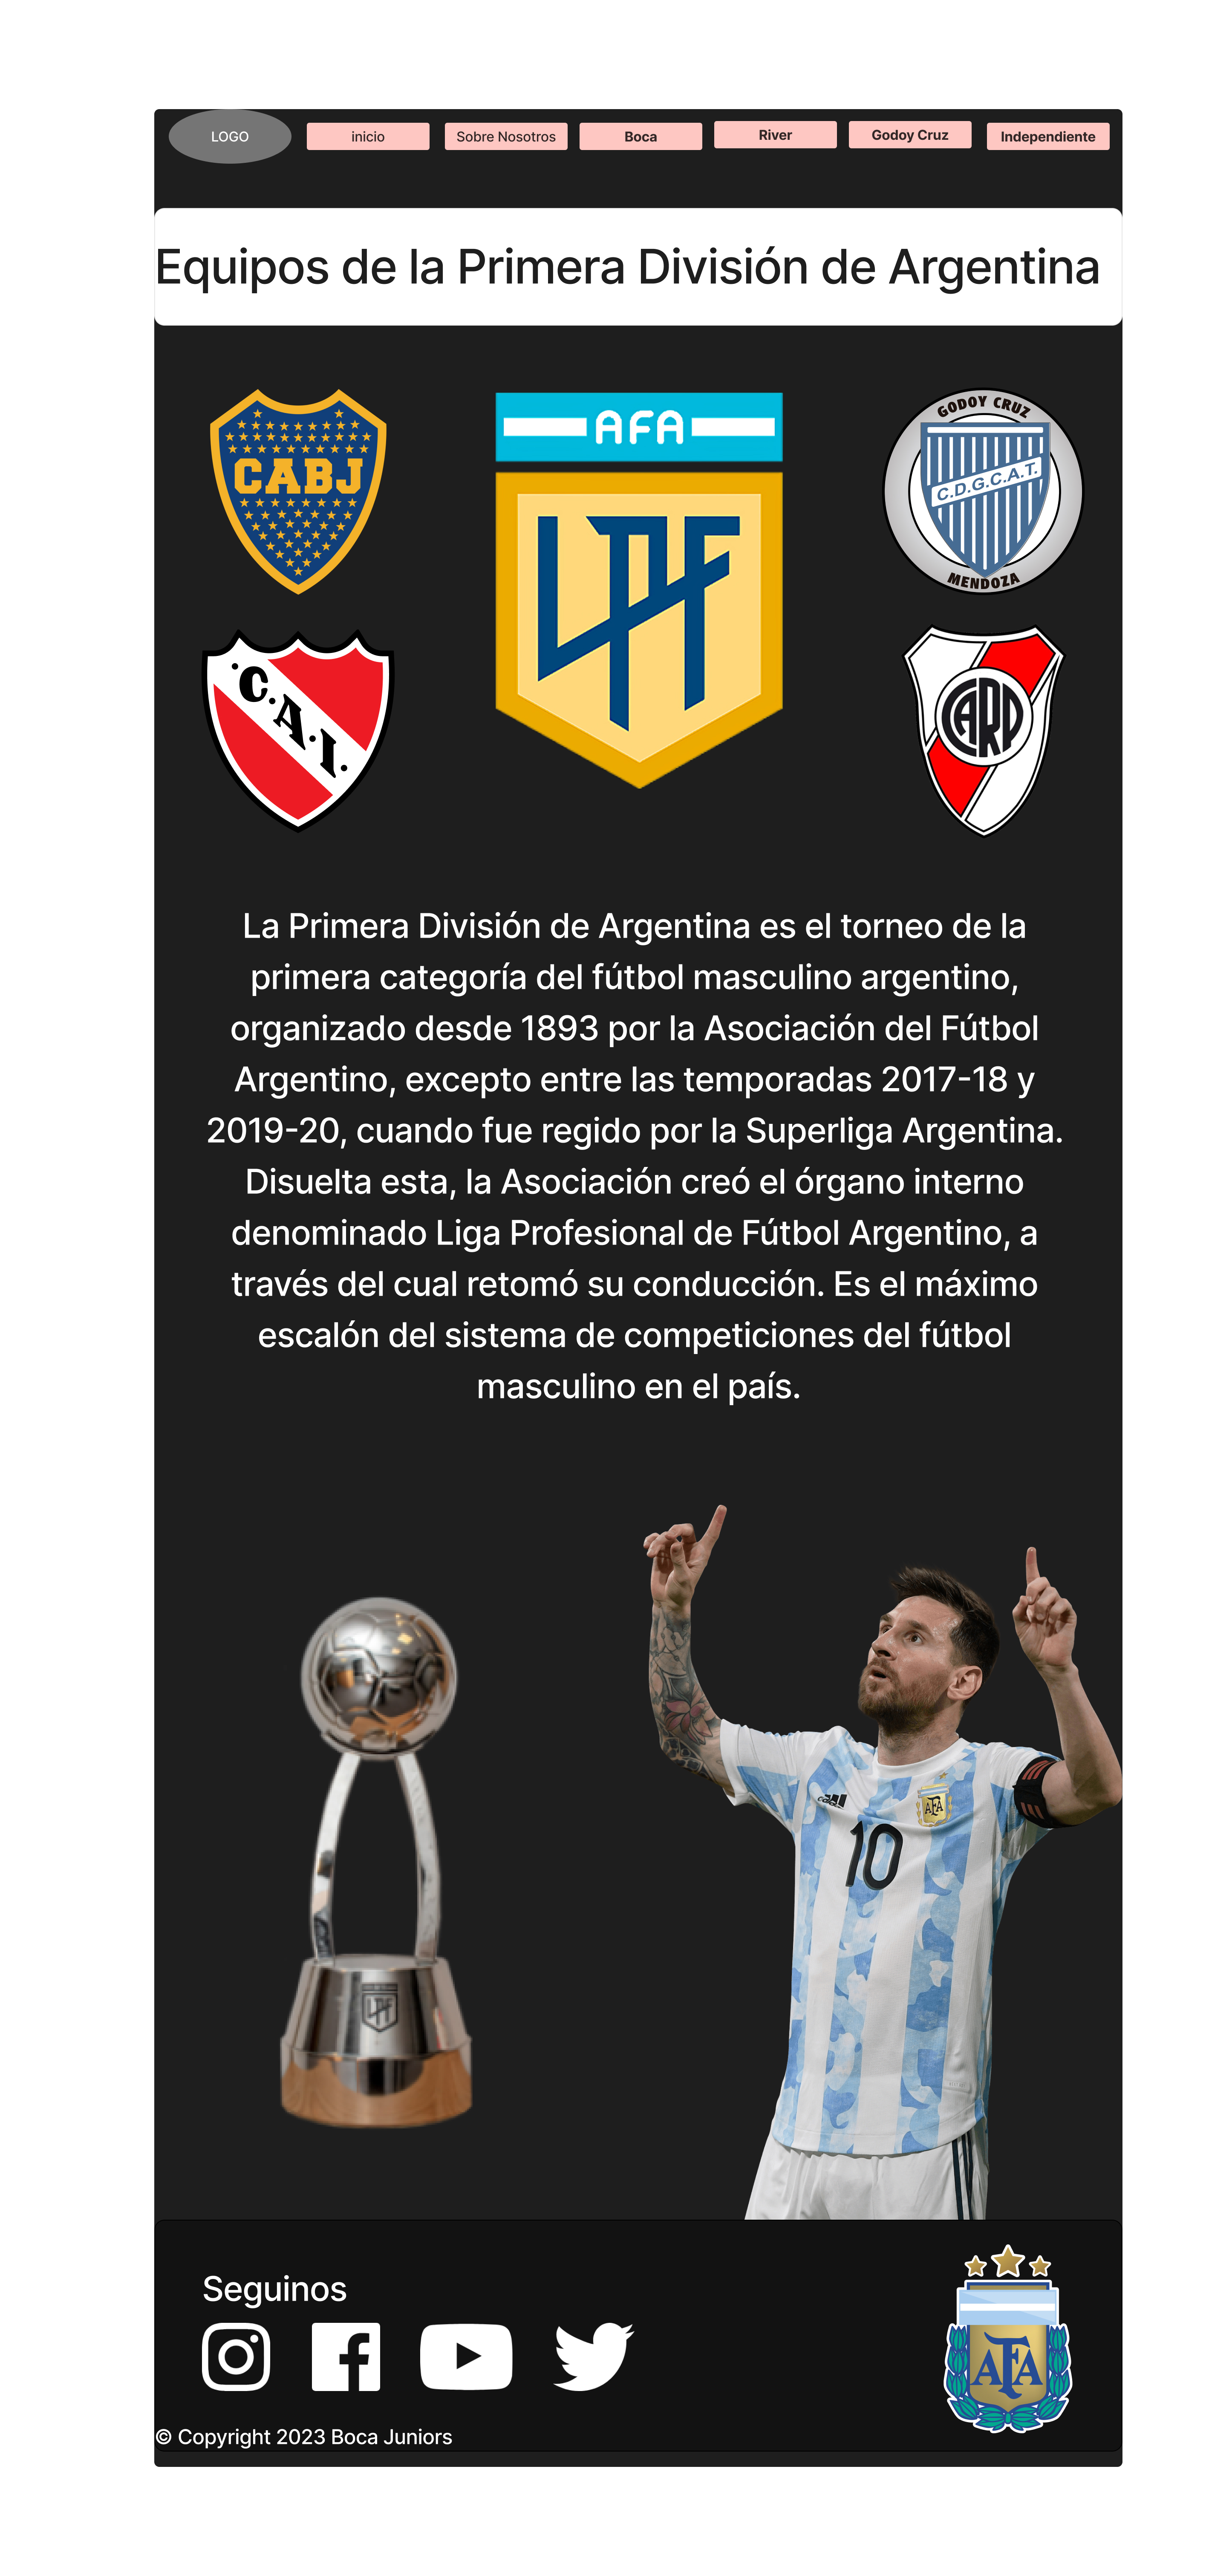 LOGO
inicio
Sobre Nosotros
Boca
River
Godoy Cruz
Independiente
Equipos de la Primera División de Argentina
CABJ
AFA
LPF
GODOY CRUZ
C.D.G.C.A.T.
MENDOZA
C.A.I.
CARP
La Primera División de Argentina es el torneo de la
primera categoría del fútbol masculino argentino,
organizado desde 1893 por la Asociación del Fútbol
Argentino, excepto entre las temporadas 2017-18 y
2019-20, cuando fue regido por la Superliga Argentina.
Disuelta esta, la Asociación creó el órgano interno
denominado Liga Profesional de Fútbol Argentino, a
través del cual retomó su conducción. Es el máximo
escalón del sistema de competiciones del fútbol
masculino en el país.
LPF
adidas
AFA
10
Seguinos
AFA
© Copyright 2023 Boca Juniors